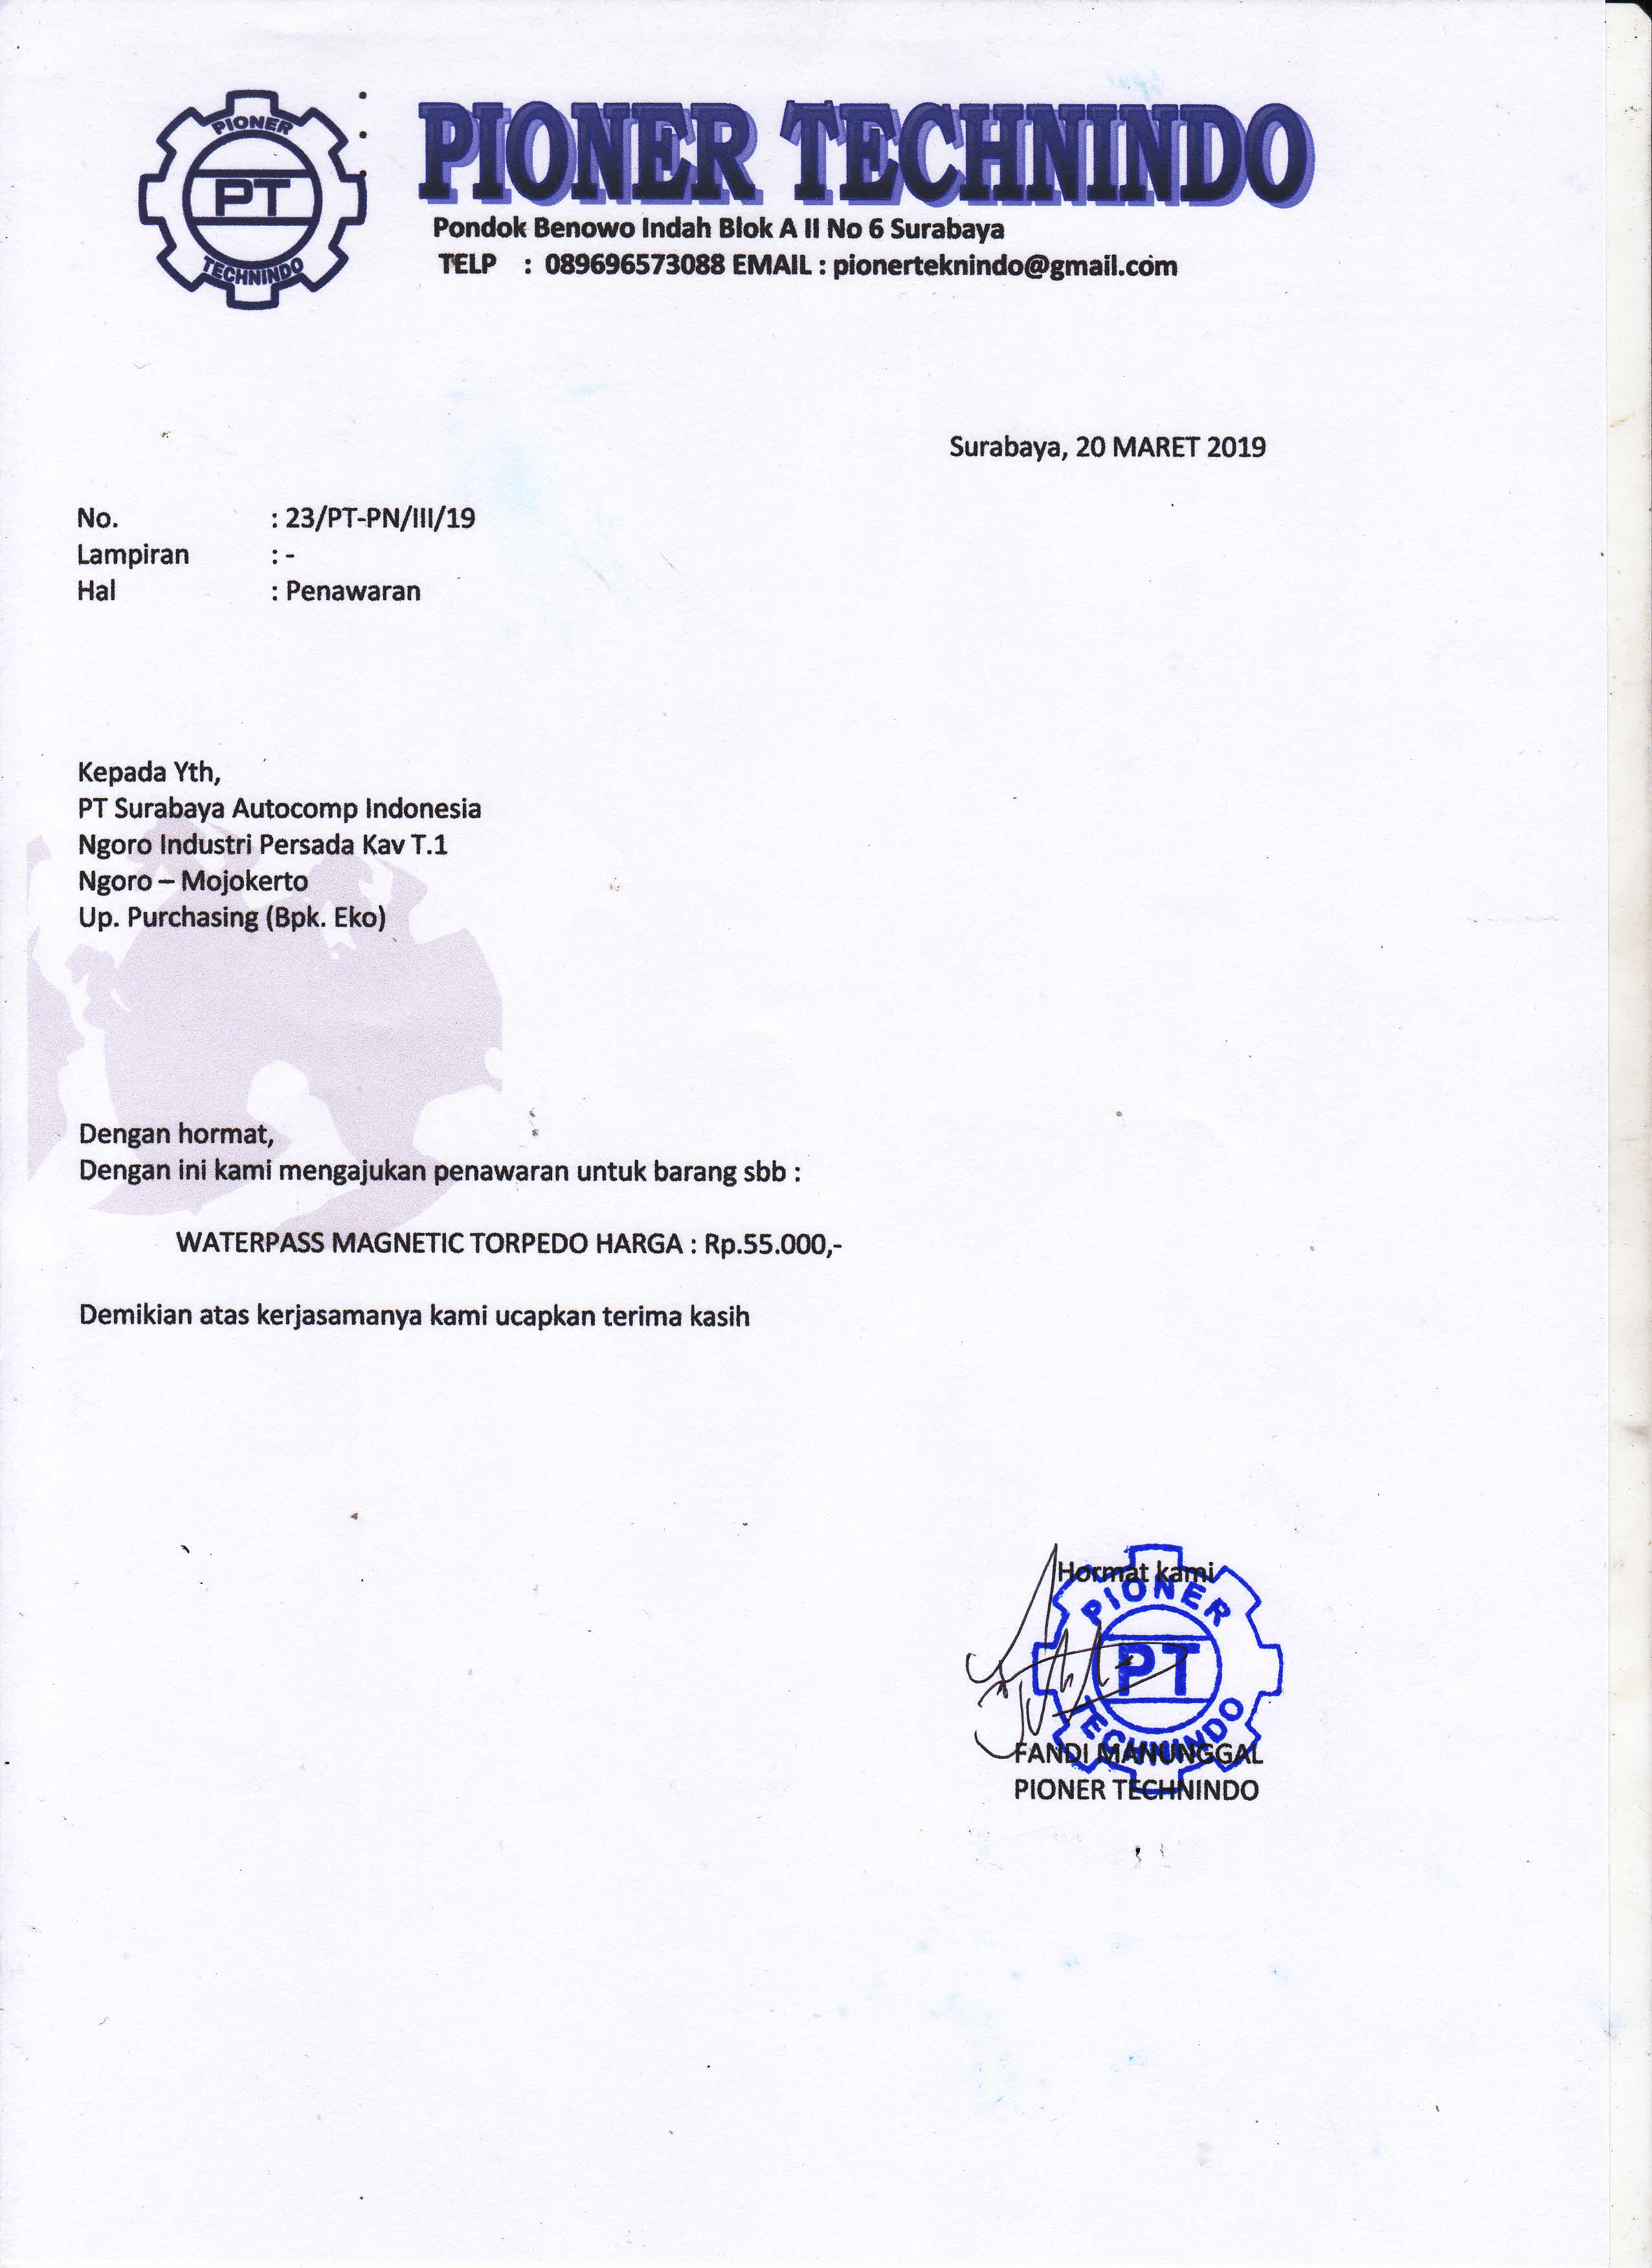 PIONER
PT
TECHNINDO
PIONER TECHNINDO
Pondok Benowo Indah Blok A II No 6 Surabaya
TELP : 089696573088 EMAIL : pionerteknindo@gmail.com
Surabaya, 20 MARET 2019
No. : 23/PT-PN/III/19
Lampiran : -
Hal : Penawaran
Kepada Yth,
PT Surabaya Autocomp Indonesia
Ngoro Industri Persada Kav T.1
Ngoro – Mojokerto
Up. Purchasing (Bpk. Eko)
Dengan hormat,
Dengan ini kami mengajukan penawaran untuk barang sbb :
WATERPASS MAGNETIC TORPEDO HARGA : Rp.55.000,-
Demikian atas kerjasamanya kami ucapkan terima kasih
Hormat kami
PIONER
PT
TECHNINDO
FANDI MANUNGGAL
PIONER TECHNINDO